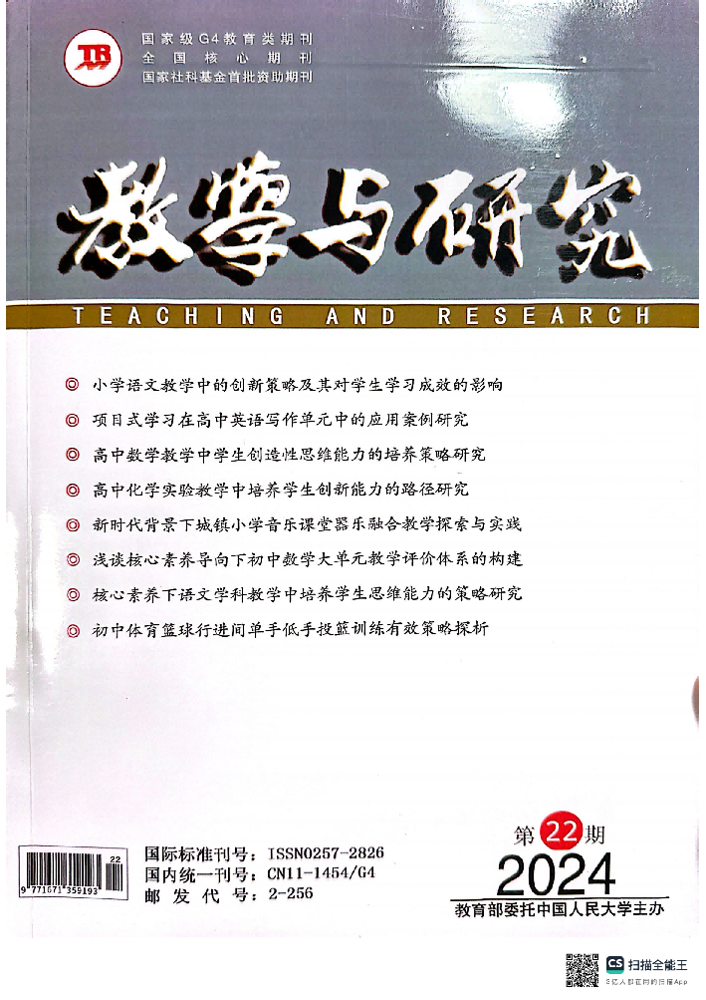 TR
国家级G4教育类期刊
全国核心期刊
国家社科基金首批资助期刊
教学与研究
TEACHING AND RESEARCH
◎ 小学语文教学中的创新策略及其对学生学习成效的影响
◎ 项目式学习在高中英语写作单元中的应用案例研究
◎ 高中数学教学中学生创造性思维能力的培养策略研究
◎ 高中化学实验教学中培养学生创新能力的路径研究
◎ 新时代背景下城镇小学音乐课堂器乐融合教学探索与实践
◎ 浅谈核心素养导向下初中数学大单元教学评价体系的构建
◎ 核心素养下语文学科教学中培养学生思维能力的策略研究
◎ 初中体育篮球行进间单手低手投篮训练有效策略探析
第22期
2024
教育部委托中国人民大学主办
22
9 771671 359193
国际标准刊号：ISSN0257-2826
国内统一刊号：CN11-1454/G4
邮发代号：2-256
CS 扫描全能王
3亿人都在用的扫描App